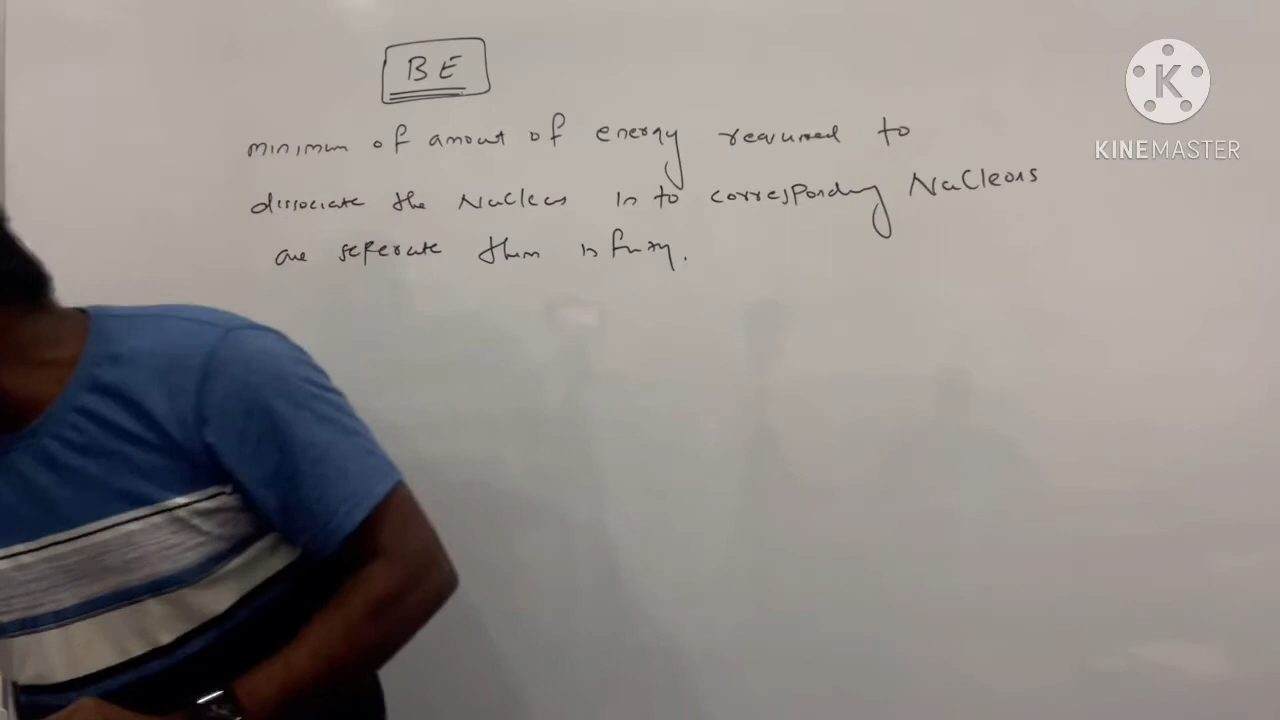 BE
minimum of amount of energy required to
dissociate the Nucleus in to corresponding Nucleons
are seperate them infinity.
K
KINEMASTER